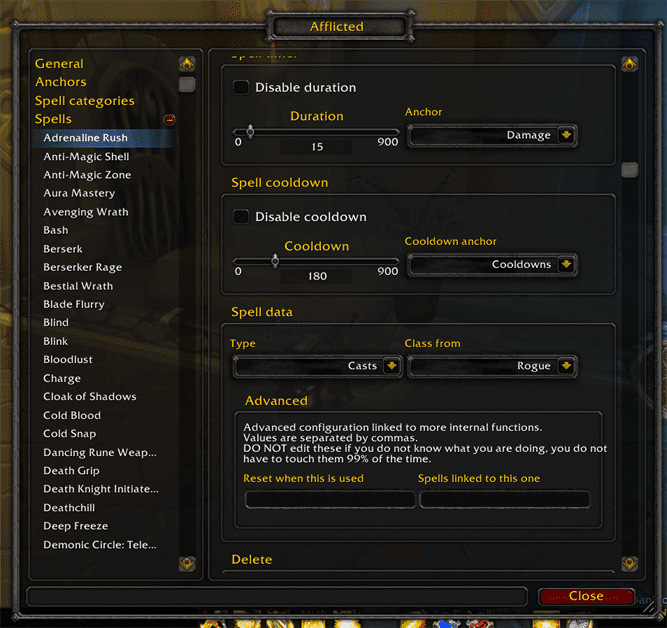 Afflicted
General
Anchors
Spell categories
Spells
Adrenaline Rush
Anti-Magic Shell
Anti-Magic Zone
Aura Mastery
Avenging Wrath
Bash
Berserk
Berserker Rage
Bestial Wrath
Blade Flurry
Blind
Blink
Bloodlust
Charge
Cloak of Shadows
Cold Blood
Cold Snap
Dancing Rune Weap...
Death Grip
Death Knight Initiate...
Deathchill
Deep Freeze
Demonic Circle: Tele...
Disable duration
Duration
0 15 900
Anchor
Damage
Spell cooldown
Disable cooldown
Cooldown
0 180 900
Cooldown anchor
Cooldowns
Spell data
Type
Casts
Class from
Rogue
Advanced
Advanced configuration linked to more internal functions.
Values are separated by commas.
DO NOT edit these if you do not know what you are doing, you do not
have to touch them 99% of the time.
Reset when this is used
Spells linked to this one
Delete
Close